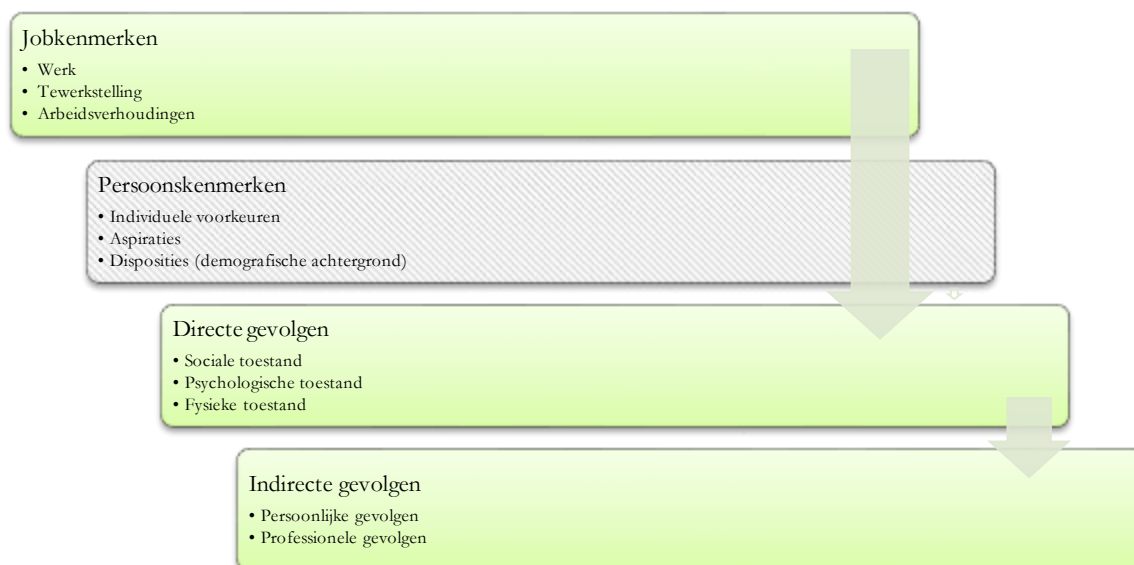 Jobkenmerken
• Werk
• Tewerkstelling
• Arbeidsverhoudingen
Persoonskenmerken
• Individuele voorkeuren
• Aspiraties
• Disposities (demografische achtergrond)
Directe gevolgen
• Sociale toestand
• Psychologische toestand
• Fysieke toestand
Indirecte gevolgen
• Persoonlijke gevolgen
• Professionele gevolgen